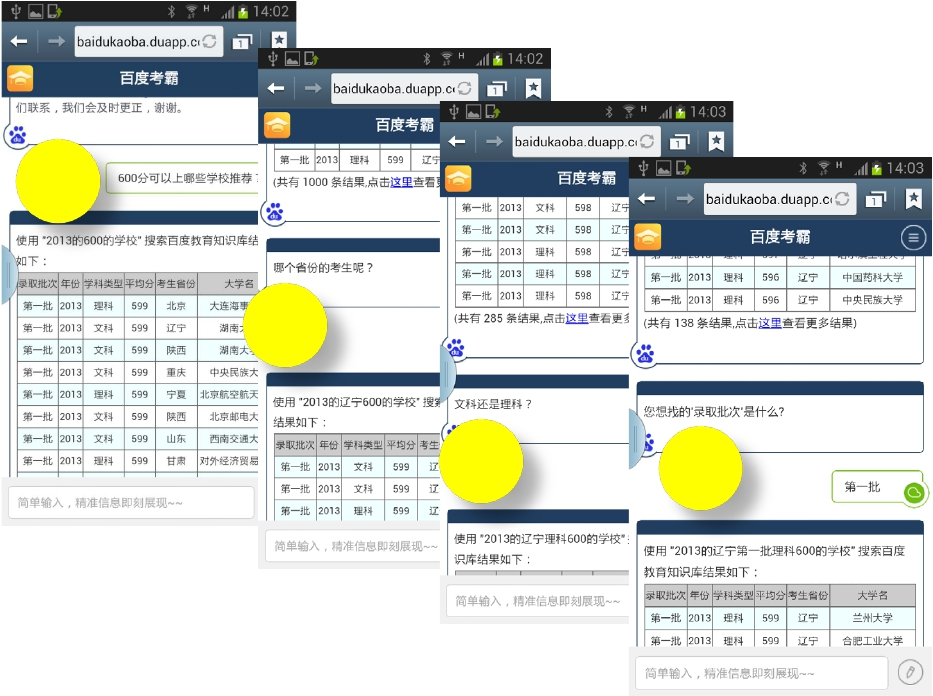 14:02
baidukaoba.duapp.c
1
百度考霸
们联系，我们会及时更正，谢谢。
du
600分可以上哪些学校推荐？
使用 "2013的600的学校" 搜索百度教育知识库结
如下：
录取批次 年份 学科类型 平均分 考生省份 大学名
第一批 2013 理科 599 北京 大连海事
第一批 2013 文科 599 辽宁 湖南大
第一批 2013 文科 599 陕西 湖南大
第一批 2013 文科 599 重庆 中央民族大
第一批 2013 理科 599 宁夏 北京航空航天
第一批 2013 文科 599 陕西 北京邮电大
第一批 2013 文科 599 山东 西南交通大
第一批 2013 理科 599 甘肃 对外经济贸易
简单输入，精准信息即刻展现~~
H 14:02
baidukaoba.duapp.c
1
百度考霸
第一批 2013 理科 599 辽宁
(共有 1000 条结果,点击这里查看更
du
哪个省份的考生呢？
使用 "2013的辽宁600的学校" 搜索
结果如下：
录取批次 年份 学科类型 平均分 考生
第一批 2013 文科 599 辽
第一批 2013 文科 599 辽
第一批 2013 理科 599 辽
简单输入，精准信息即刻展现~~
H 14:03
baidukaoba.duapp.c
1
百度考霸
第一批 2013 文科 598 辽宁
第一批 2013 文科 598 辽宁
第一批 2013 理科 598 辽宁
第一批 2013 理科 598 辽宁
第一批 2013 理科 598 辽宁
(共有 285 条结果,点击这里查看更多
du
文科还是理科？
使用 "2013的辽宁理科600的学校"
识库结果如下：
简单输入，精准信息即刻展现~~
H 14:03
baidukaoba.duapp.c
1
百度考霸
第一批 2013 理科 596 辽宁 哈尔滨工程大学
第一批 2013 理科 596 辽宁 中国药科大学
第一批 2013 理科 596 辽宁 中央民族大学
(共有 138 条结果,点击这里查看更多结果)
du
您想找的'录取批次'是什么?
第一批
使用 "2013的辽宁第一批理科600的学校" 搜索百度
教育知识库结果如下：
录取批次 年份 学科类型 平均分 考生省份 大学名
第一批 2013 理科 599 辽宁 兰州大学
第一批 2013 理科 599 辽宁 合肥工业大学
简单输入，精准信息即刻展现~~